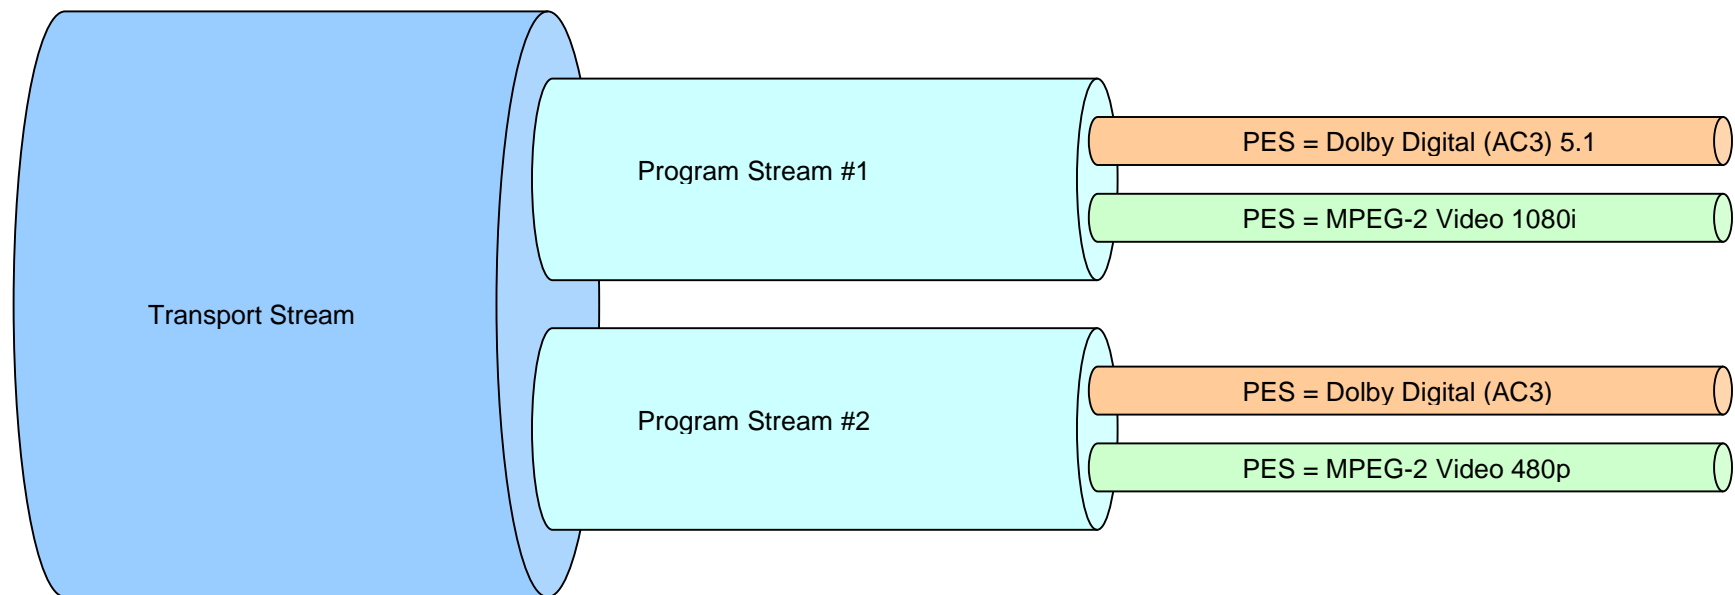 Transport Stream
Program Stream #1
PES = Dolby Digital (AC3) 5.1
PES = MPEG-2 Video 1080i
Program Stream #2
PES = Dolby Digital (AC3)
PES = MPEG-2 Video 480p